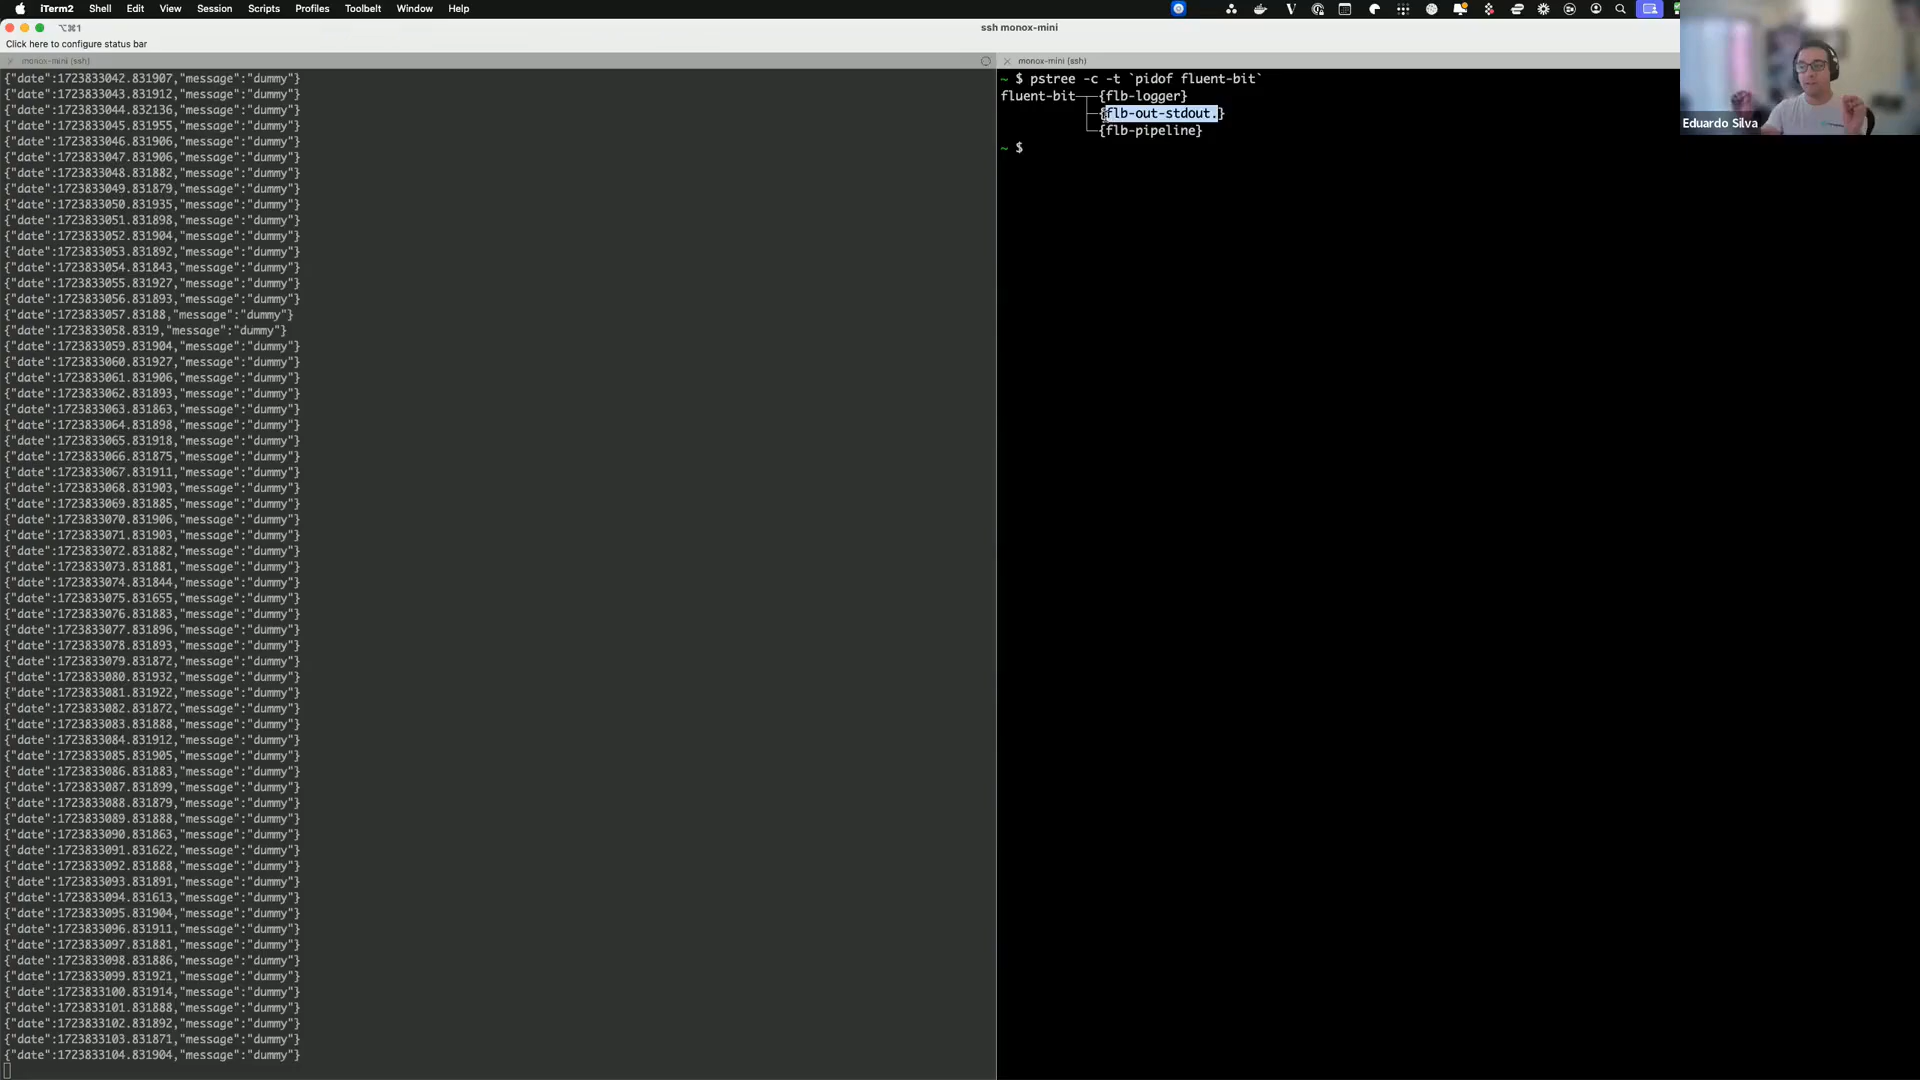 iTerm2 Shell Edit View Session Scripts Profiles Toolbelt Window Help
⌥⌘1
ssh monox-mini
Click here to configure status bar
monox-mini (ssh)
monox-mini (ssh)
{"date":1723833042.831907,"message":"dummy"}
{"date":1723833043.831912,"message":"dummy"}
{"date":1723833044.832136,"message":"dummy"}
{"date":1723833045.831955,"message":"dummy"}
{"date":1723833046.831906,"message":"dummy"}
{"date":1723833047.831906,"message":"dummy"}
{"date":1723833048.831882,"message":"dummy"}
{"date":1723833049.831879,"message":"dummy"}
{"date":1723833050.831935,"message":"dummy"}
{"date":1723833051.831898,"message":"dummy"}
{"date":1723833052.831904,"message":"dummy"}
{"date":1723833053.831892,"message":"dummy"}
{"date":1723833054.831843,"message":"dummy"}
{"date":1723833055.831927,"message":"dummy"}
{"date":1723833056.831893,"message":"dummy"}
{"date":1723833057.83188,"message":"dummy"}
{"date":1723833058.8319,"message":"dummy"}
{"date":1723833059.831904,"message":"dummy"}
{"date":1723833060.831927,"message":"dummy"}
{"date":1723833061.831906,"message":"dummy"}
{"date":1723833062.831893,"message":"dummy"}
{"date":1723833063.831863,"message":"dummy"}
{"date":1723833064.831898,"message":"dummy"}
{"date":1723833065.831918,"message":"dummy"}
{"date":1723833066.831875,"message":"dummy"}
{"date":1723833067.831911,"message":"dummy"}
{"date":1723833068.831903,"message":"dummy"}
{"date":1723833069.831885,"message":"dummy"}
{"date":1723833070.831906,"message":"dummy"}
{"date":1723833071.831903,"message":"dummy"}
{"date":1723833072.831882,"message":"dummy"}
{"date":1723833073.831881,"message":"dummy"}
{"date":1723833074.831844,"message":"dummy"}
{"date":1723833075.831655,"message":"dummy"}
{"date":1723833076.831883,"message":"dummy"}
{"date":1723833077.831896,"message":"dummy"}
{"date":1723833078.831893,"message":"dummy"}
{"date":1723833079.831872,"message":"dummy"}
{"date":1723833080.831932,"message":"dummy"}
{"date":1723833081.831922,"message":"dummy"}
{"date":1723833082.831872,"message":"dummy"}
{"date":1723833083.831888,"message":"dummy"}
{"date":1723833084.831912,"message":"dummy"}
{"date":1723833085.831905,"message":"dummy"}
{"date":1723833086.831883,"message":"dummy"}
{"date":1723833087.831899,"message":"dummy"}
{"date":1723833088.831879,"message":"dummy"}
{"date":1723833089.831888,"message":"dummy"}
{"date":1723833090.831863,"message":"dummy"}
{"date":1723833091.831622,"message":"dummy"}
{"date":1723833092.831888,"message":"dummy"}
{"date":1723833093.831891,"message":"dummy"}
{"date":1723833094.831613,"message":"dummy"}
{"date":1723833095.831904,"message":"dummy"}
{"date":1723833096.831911,"message":"dummy"}
{"date":1723833097.831881,"message":"dummy"}
{"date":1723833098.831886,"message":"dummy"}
{"date":1723833099.831921,"message":"dummy"}
{"date":1723833100.831914,"message":"dummy"}
{"date":1723833101.831888,"message":"dummy"}
{"date":1723833102.831892,"message":"dummy"}
{"date":1723833103.831871,"message":"dummy"}
{"date":1723833104.831904,"message":"dummy"}
~ $ pstree -c -t `pidof fluent-bit`
fluent-bit─┬─{flb-logger}
├─{flb-out-stdout.}
└─{flb-pipeline}
~ $
Eduardo Silva